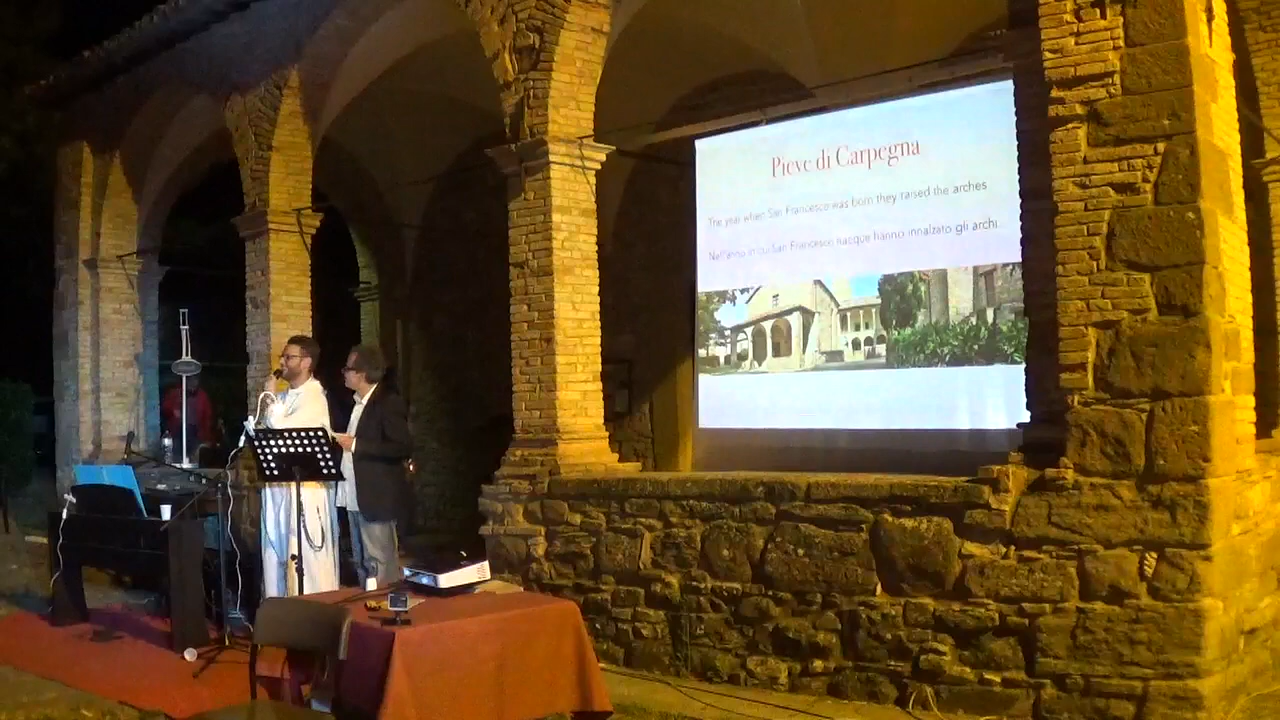 Pieve di Carpegna
The year when San Francesco was born they raised the arches
Nell'anno in cui San Francesco nacque hanno innalzato gli archi